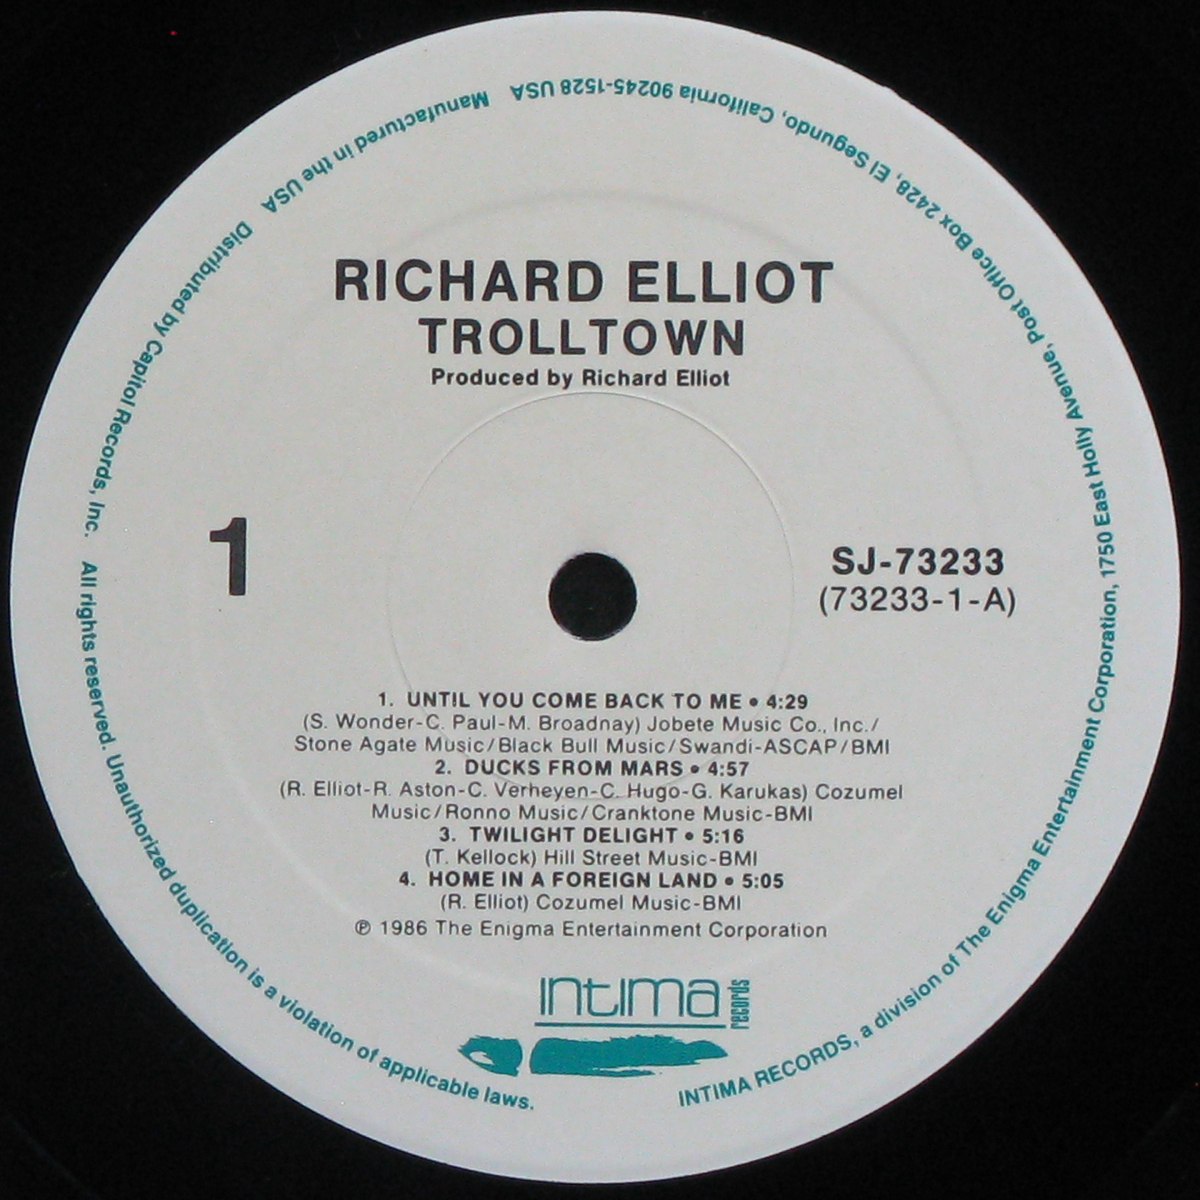 RICHARD ELLIOT
TROLLTOWN
Produced by Richard Elliot
1
SJ-73233
(73233-1-A)
1. UNTIL YOU COME BACK TO ME • 4:29
(S. Wonder-C. Paul-M. Broadnay) Jobete Music Co., Inc./
Stone Agate Music/Black Bull Music/Swandi-ASCAP/BMI
2. DUCKS FROM MARS • 4:57
(R. Elliot-R. Aston-C. Verheyen-C. Hugo-G. Karukas) Cozumel
Music/Ronno Music/Cranktone Music-BMI
3. TWILIGHT DELIGHT • 5:16
(T. Kellock) Hill Street Music-BMI
4. HOME IN A FOREIGN LAND • 5:05
(R. Elliot) Cozumel Music-BMI
℗ 1986 The Enigma Entertainment Corporation
intima records
INTIMA RECORDS, a division of The Enigma Entertainment Corporation, 1750 East Holly Avenue, Post Office Box 2428, El Segundo, California 90245-1528 USA Manufactured in the USA Distributed by Capitol Records, Inc. All rights reserved. Unauthorized duplication is a violation of applicable laws.